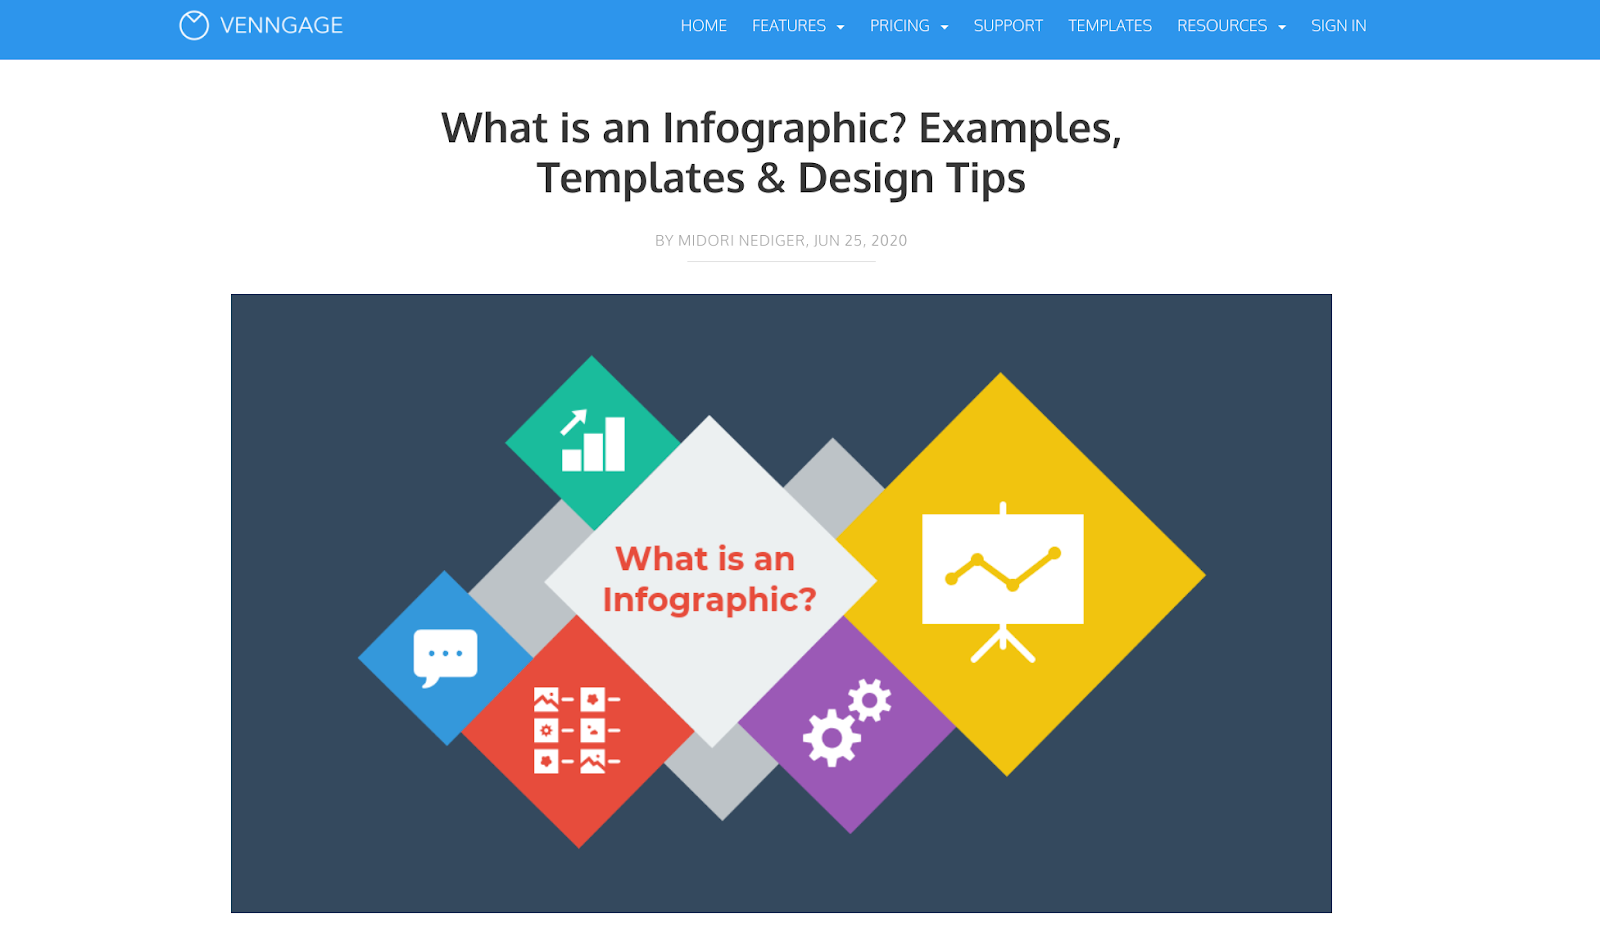 VENNGAGE
HOME FEATURES PRICING SUPPORT TEMPLATES RESOURCES SIGN IN
What is an Infographic? Examples,
Templates & Design Tips
BY MIDORI NEDIGER, JUN 25, 2020
What is an
Infographic?